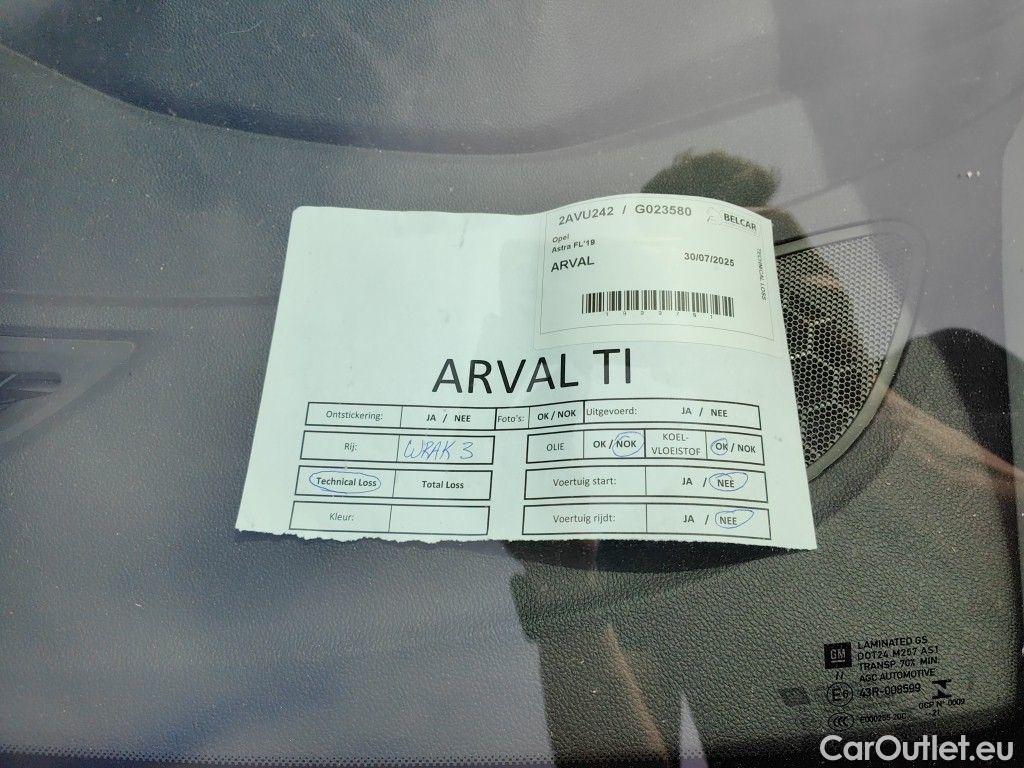 2AVU242 / G023580 BELCAR
Opel
Astra FL'19
ARVAL 30/07/2025
TECHNICAL LOSS
ARVAL TI
Ontstickering: JA / NEE Foto's: OK / NOK Uitgevoerd: JA / NEE
Rij: WRAK 3 OLIE OK / NOK KOEL-VLOEISTOF OK / NOK
Technical Loss Total Loss Voertuig start: JA / NEE
Kleur: Voertuig rijdt: JA / NEE
GM LAMINATED GS
DOT24 M257 AS1
TRANSP. 70% MIN.
AGC AUTOMOTIVE
43R-008599
OCP N° 0009
CarOutlet.eu